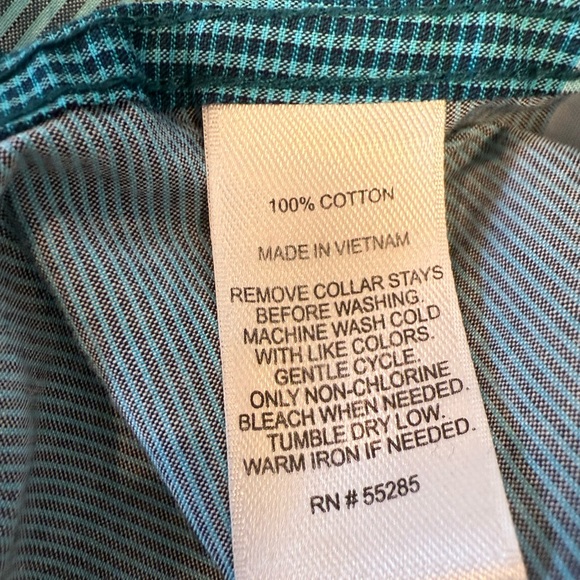 100% COTTON
MADE IN VIETNAM
REMOVE COLLAR STAYS
BEFORE WASHING.
MACHINE WASH COLD
WITH LIKE COLORS.
GENTLE CYCLE.
ONLY NON-CHLORINE
BLEACH WHEN NEEDED.
TUMBLE DRY LOW.
WARM IRON IF NEEDED.
RN # 55285